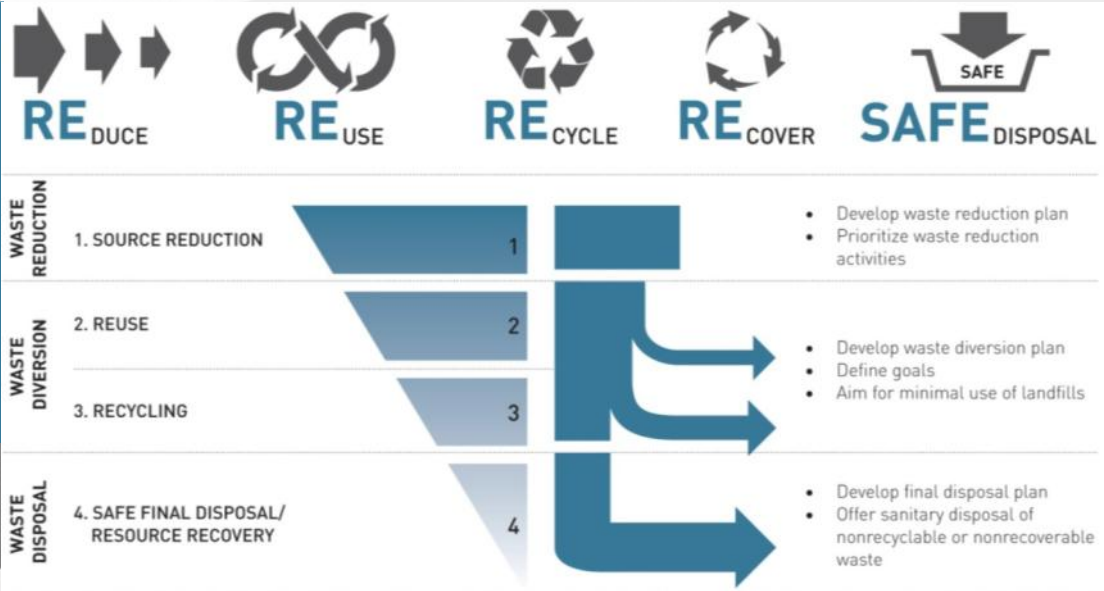 REDUCE
REUSE
RECYCLE
RECOVER
SAFE
SAFE DISPOSAL
WASTE
REDUCTION
1. SOURCE REDUCTION
1
• Develop waste reduction plan
• Prioritize waste reduction
activities
WASTE
DIVERSION
2. REUSE
2
3. RECYCLING
3
• Develop waste diversion plan
• Define goals
• Aim for minimal use of landfills
WASTE
DISPOSAL
4. SAFE FINAL DISPOSAL/
RESOURCE RECOVERY
4
• Develop final disposal plan
• Offer sanitary disposal of
nonrecyclable or nonrecoverable
waste